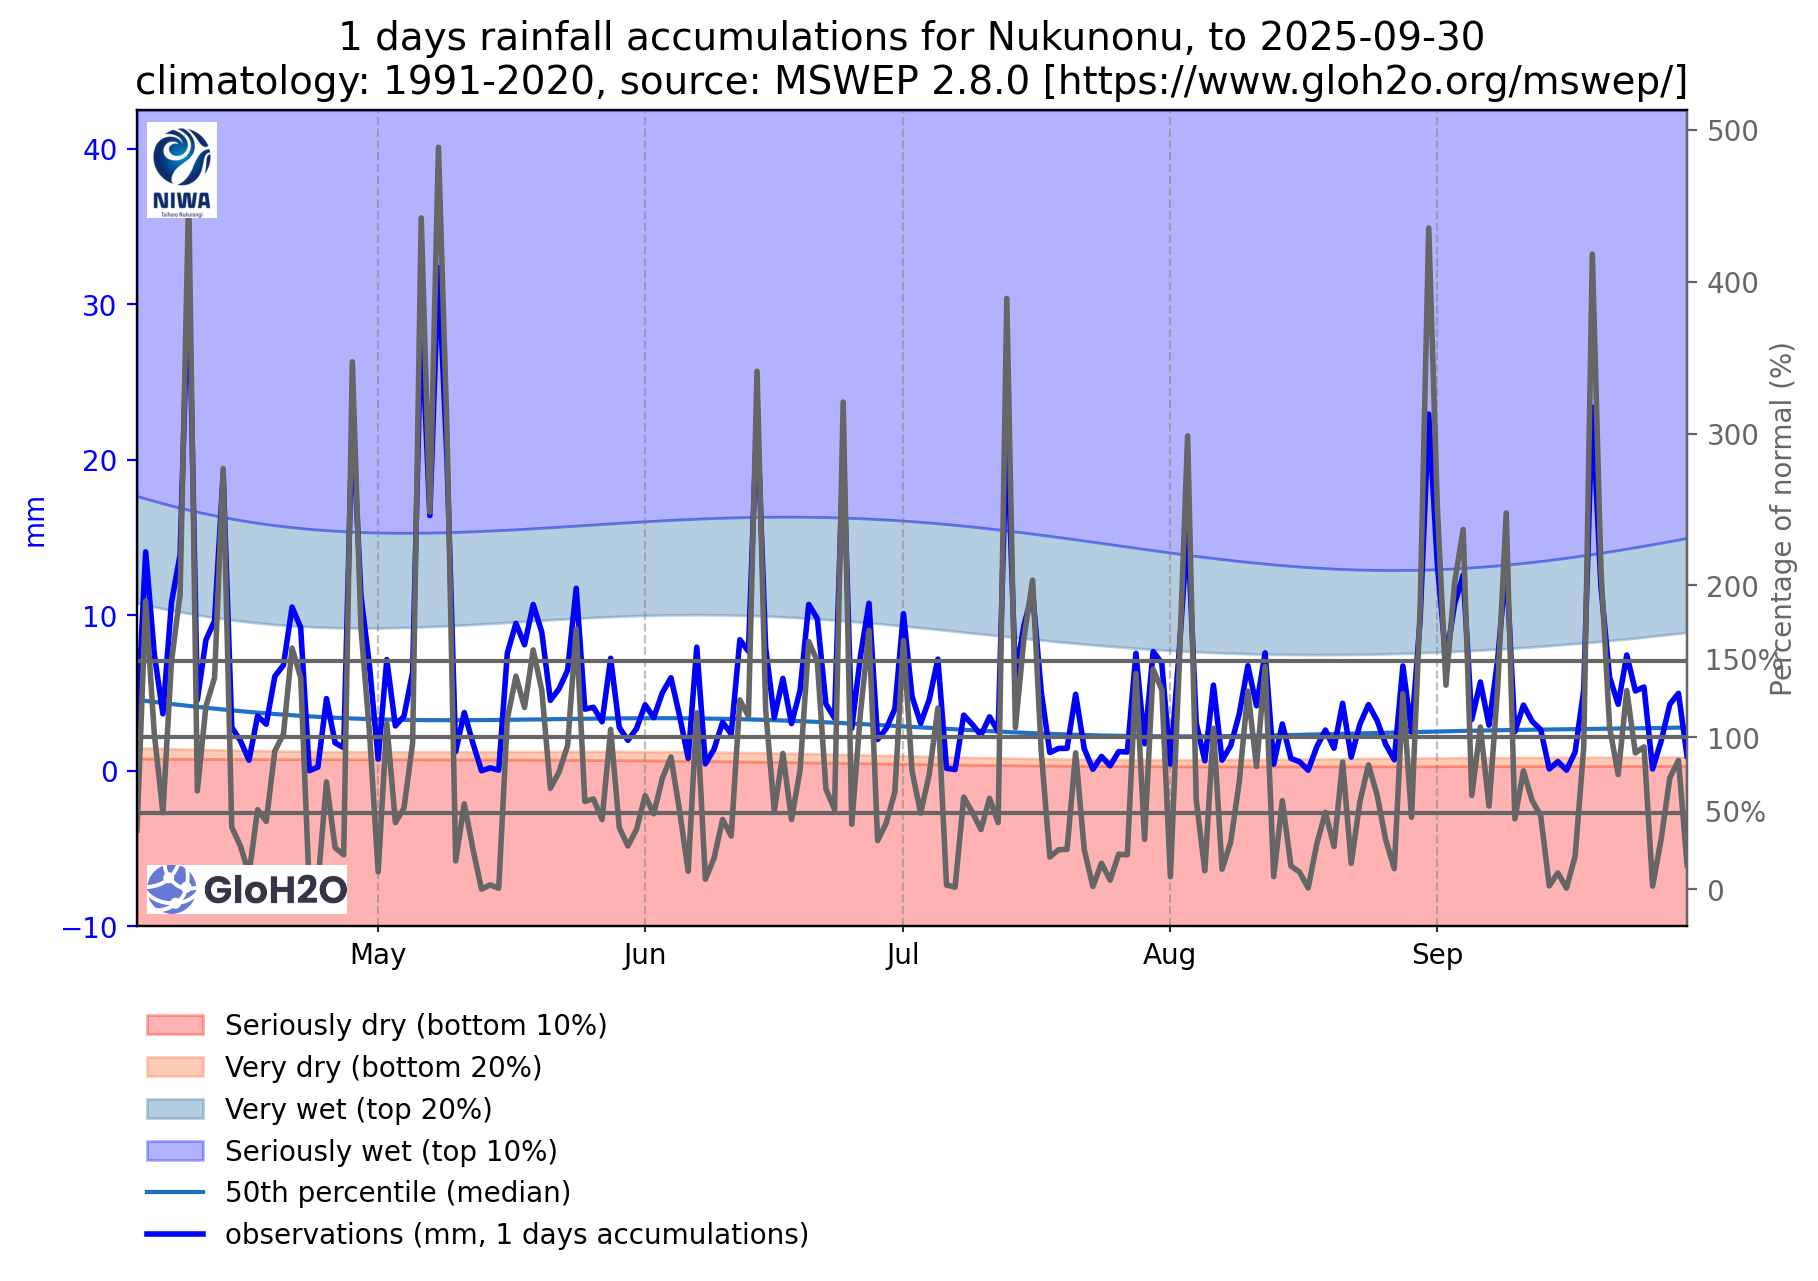 1 days rainfall accumulations for Nukunonu, to 2025-09-30
climatology: 1991-2020, source: MSWEP 2.8.0 [https://www.gloh2o.org/mswep/]
NIWA
Taihoro Nukurangi
40
30
20
10
0
−10
mm
500
400
300
200
150%
100
50%
0
Percentage of normal (%)
GloH2O
May
Jun
Jul
Aug
Sep
Seriously dry (bottom 10%)
Very dry (bottom 20%)
Very wet (top 20%)
Seriously wet (top 10%)
50th percentile (median)
observations (mm, 1 days accumulations)